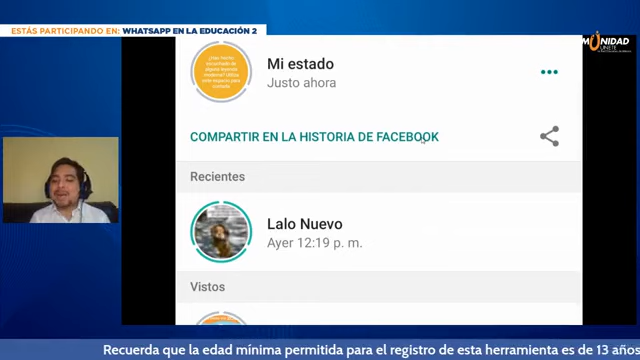 ESTÁS PARTICIPANDO EN: WHATSAPP EN LA EDUCACIÓN 2
MUNIDAD
ÚNETE
Mi estado
Justo ahora
COMPARTIR EN LA HISTORIA DE FACEBOOK
Recientes
Lalo Nuevo
Ayer 12:19 p. m.
Vistos
Recuerda que la edad mínima permitida para el registro de esta herramienta es de 13 años